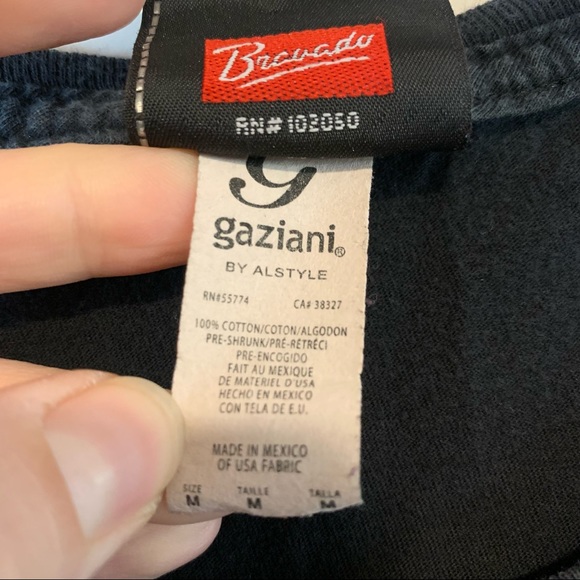 Bravado
RN# 102050
g
gaziani®
BY ALSTYLE
RN#55774 CA# 38327
100% COTTON/COTON/ALGODON
PRE-SHRUNK/PRÉ-RÉTRÉCI
PRE-ENCOGIDO
FAIT AU MEXIQUE
DE MATERIEL D'USA
HECHO EN MEXICO
CON TELA DE E.U.
MADE IN MEXICO
OF USA FABRIC
SIZE TAILLE TALLA
M M M